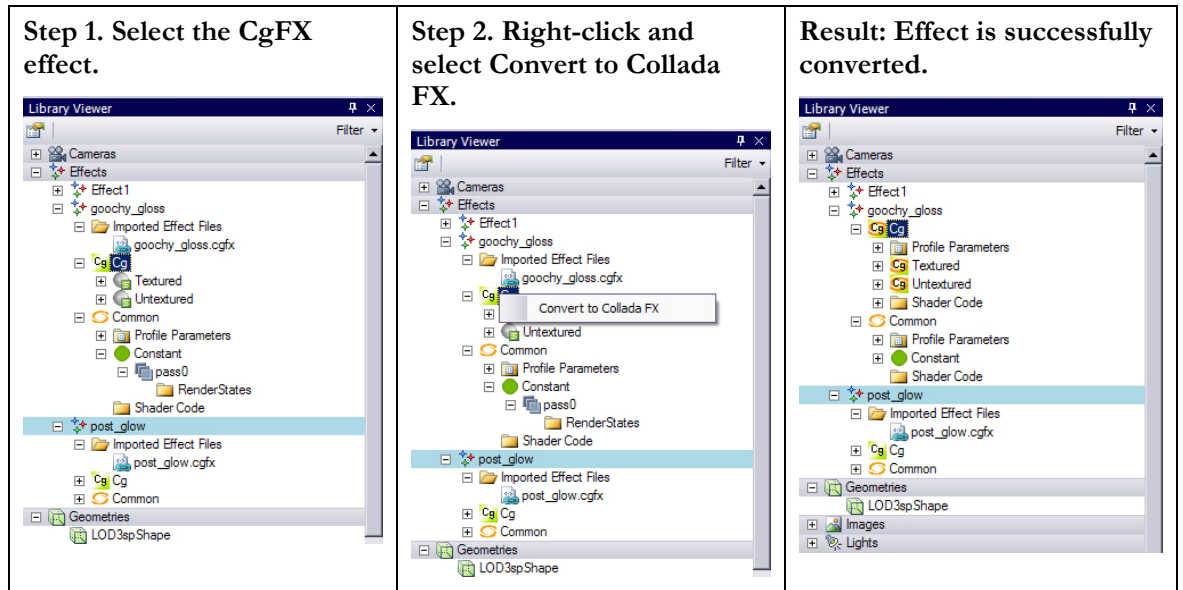 Step 1. Select the CgFX
effect.
Library Viewer
Filter
Cameras
Effects
Effect1
goochy_gloss
Imported Effect Files
goochy_gloss.cgfx
Cg Cg
Textured
Untextured
Common
Profile Parameters
Constant
pass0
RenderStates
Shader Code
post_glow
Imported Effect Files
post_glow.cgfx
Cg Cg
Common
Geometries
LOD3spShape
Step 2. Right-click and
select Convert to Collada
FX.
Library Viewer
Filter
Cameras
Effects
Effect1
goochy_gloss
Imported Effect Files
goochy_gloss.cgfx
Cg
Convert to Collada FX
Untextured
Common
Profile Parameters
Constant
pass0
RenderStates
Shader Code
post_glow
Imported Effect Files
post_glow.cgfx
Cg Cg
Common
Geometries
LOD3spShape
Result: Effect is successfully
converted.
Library Viewer
Filter
Cameras
Effects
Effect1
goochy_gloss
Cg Cg
Profile Parameters
Cg Textured
Cg Untextured
Shader Code
Common
Profile Parameters
Constant
Shader Code
post_glow
Imported Effect Files
post_glow.cgfx
Cg Cg
Common
Geometries
LOD3spShape
Images
Lights